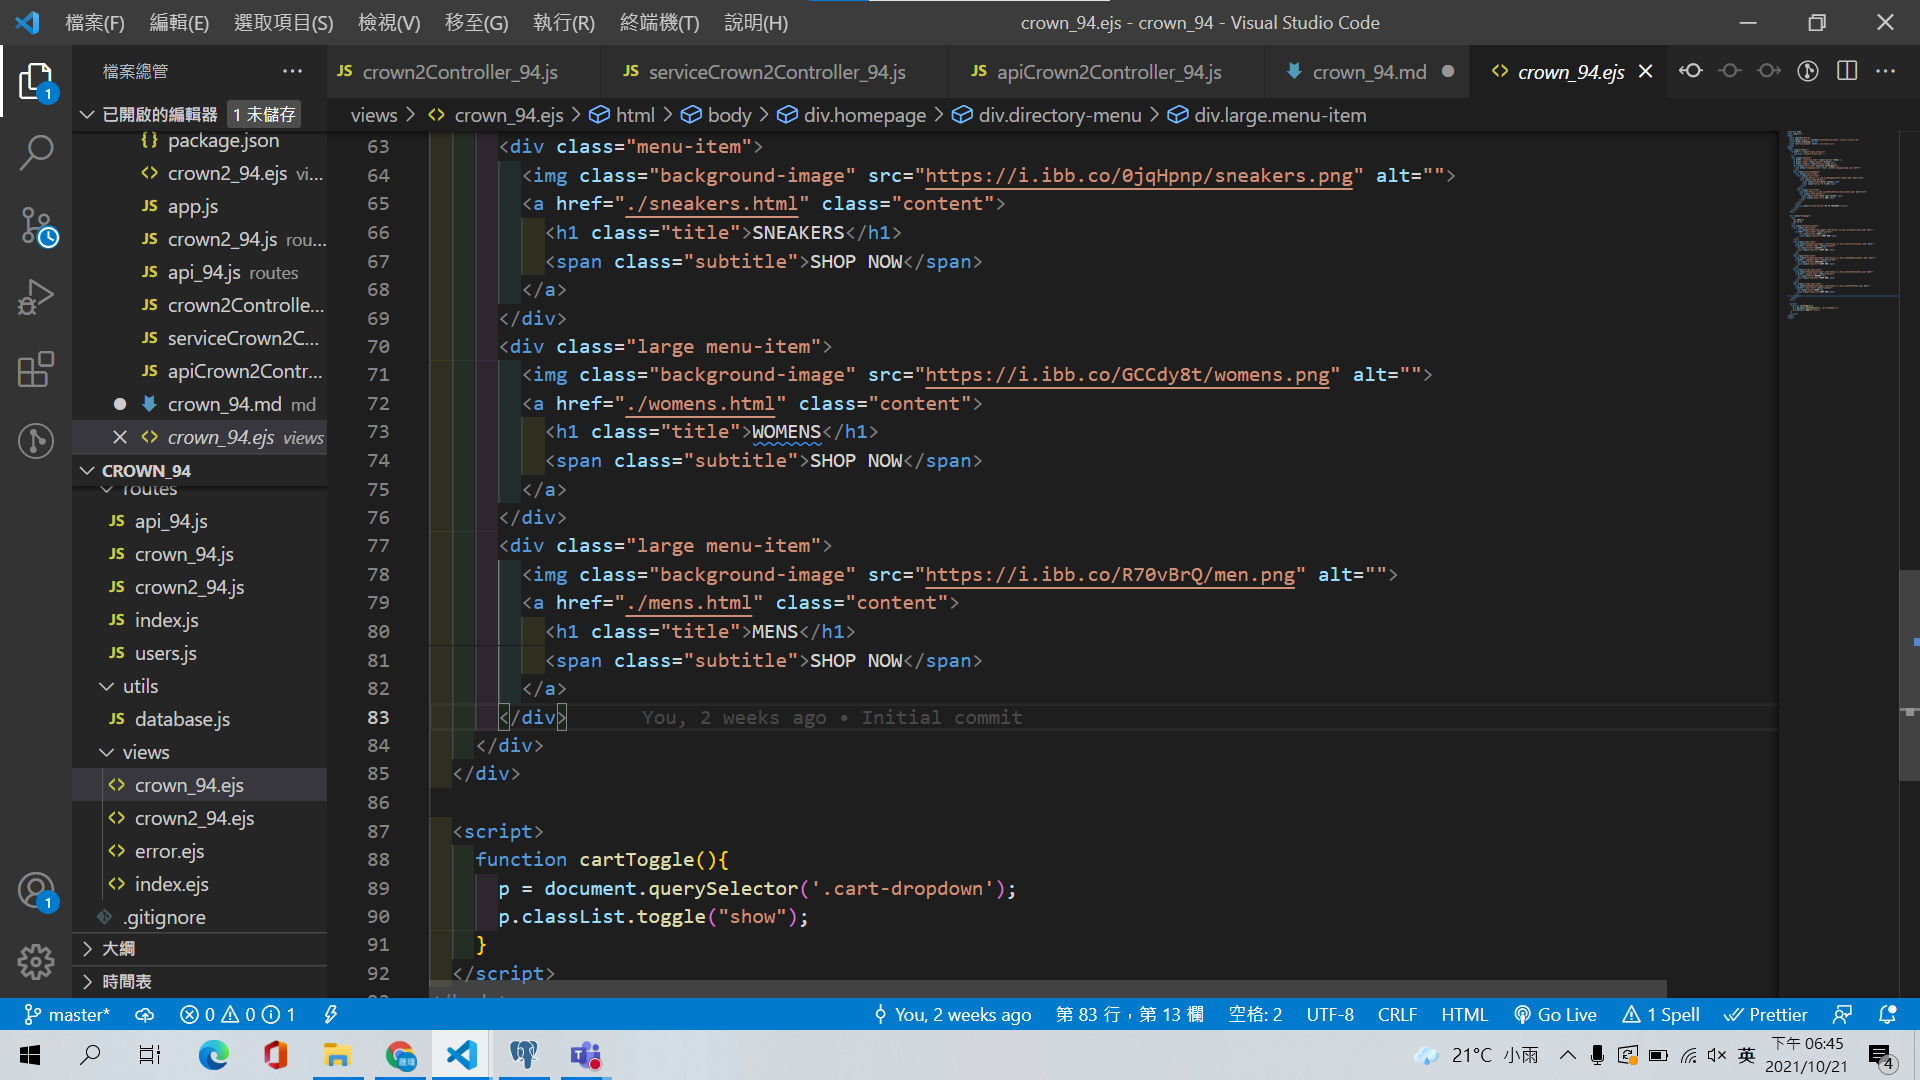 檔案(F) 編輯(E) 選取項目(S) 檢視(V) 移至(G) 執行(R) 終端機(T) 說明(H) crown_94.ejs - crown_94 - Visual Studio Code
檔案總管
JS crown2Controller_94.js JS serviceCrown2Controller_94.js JS apiCrown2Controller_94.js crown_94.md crown_94.ejs
已開啟的編輯器 1 未儲存
views > crown_94.ejs > html > body > div.homepage > div.directory-menu > div.large.menu-item
{} package.json
crown2_94.ejs vi...
JS app.js
JS crown2_94.js rou...
JS api_94.js routes
JS crown2Controlle...
JS serviceCrown2C...
JS apiCrown2Contr...
crown_94.md md
crown_94.ejs views
CROWN_94
routes
JS api_94.js
JS crown_94.js
JS crown2_94.js
JS index.js
JS users.js
utils
JS database.js
views
crown_94.ejs
crown2_94.ejs
error.ejs
index.ejs
.gitignore
大綱
時間表
63 <div class="menu-item">
64 <img class="background-image" src="https://i.ibb.co/0jqHpnp/sneakers.png" alt="">
65 <a href="./sneakers.html" class="content">
66 <h1 class="title">SNEAKERS</h1>
67 <span class="subtitle">SHOP NOW</span>
68 </a>
69 </div>
70 <div class="large menu-item">
71 <img class="background-image" src="https://i.ibb.co/GCCdy8t/womens.png" alt="">
72 <a href="./womens.html" class="content">
73 <h1 class="title">WOMENS</h1>
74 <span class="subtitle">SHOP NOW</span>
75 </a>
76 </div>
77 <div class="large menu-item">
78 <img class="background-image" src="https://i.ibb.co/R70vBrQ/men.png" alt="">
79 <a href="./mens.html" class="content">
80 <h1 class="title">MENS</h1>
81 <span class="subtitle">SHOP NOW</span>
82 </a>
83 </div> You, 2 weeks ago • Initial commit
84 </div>
85 </div>
86
87 <script>
88 function cartToggle(){
89 p = document.querySelector('.cart-dropdown');
90 p.classList.toggle("show");
91 }
92 </script>
master* 0 0 1 You, 2 weeks ago 第 83 行，第 13 欄 空格: 2 UTF-8 CRLF HTML Go Live 1 Spell Prettier
21°C 小雨 英 下午 06:45
2021/10/21
4